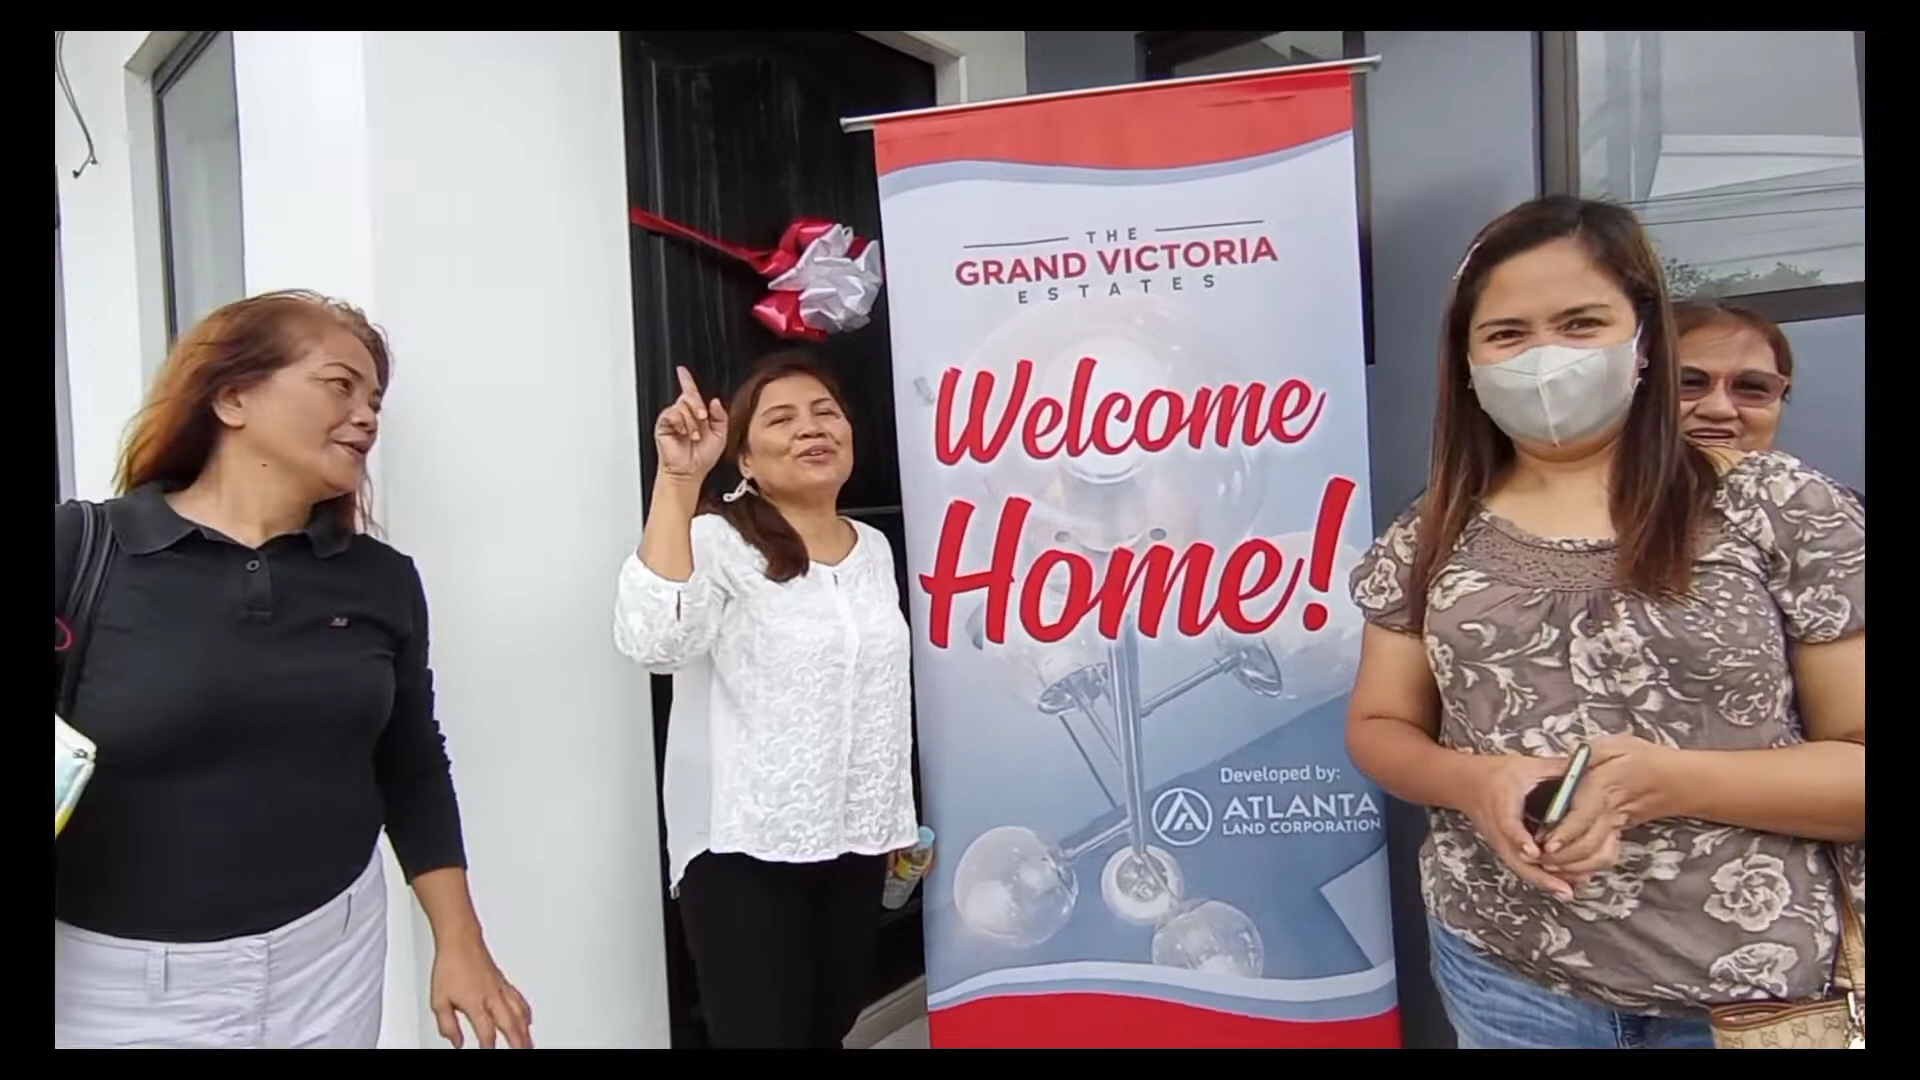 THE
GRAND VICTORIA
ESTATES
Welcome
Home!
Developed by:
ATLANTA
LAND CORPORATION